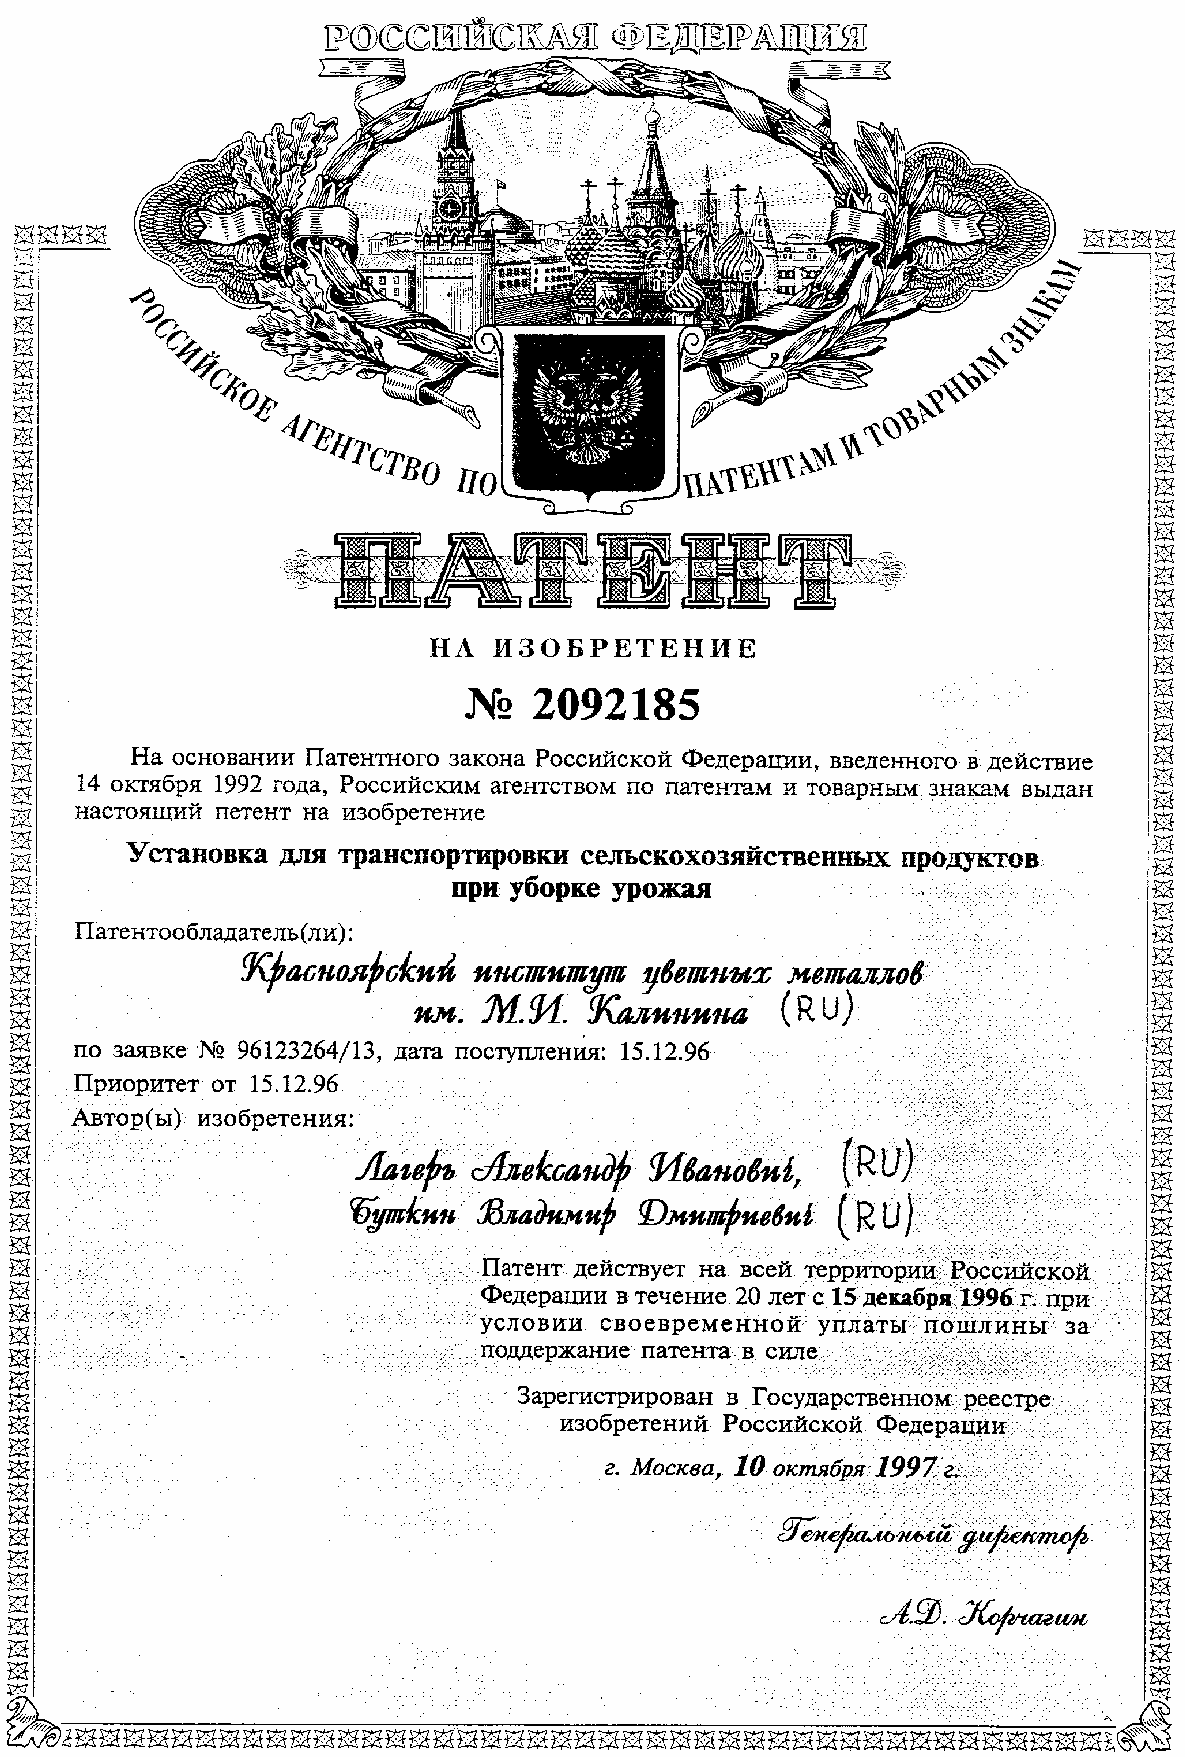 РОССИЙСКАЯ ФЕДЕРАЦИЯ
РОССИЙСКОЕ АГЕНТСТВО ПО ПАТЕНТАМ И ТОВАРНЫМ ЗНАКАМ
ПАТЕНТ
НА ИЗОБРЕТЕНИЕ
№ 2092185
На основании Патентного закона Российской Федерации, введенного в действие
14 октября 1992 года, Российским агентством по патентам и товарным знакам выдан
настоящий петент на изобретение
Установка для транспортировки сельскохозяйственных продуктов
при уборке урожая
Патентообладатель(ли):
Красноярский институт цветных металлов
им. М.И. Калинина (RU)
по заявке № 96123264/13, дата поступления: 15.12.96
Приоритет от 15.12.96
Автор(ы) изобретения:
Лагеръ Александр Иванович, (RU)
Буткин Владимир Дмитриевич (RU)
Патент действует на всей территории Российской
Федерации в течение 20 лет с 15 декабря 1996 г. при
условии своевременной уплаты пошлины за
поддержание патента в силе
Зарегистрирован в Государственном реестре
изобретений Российской Федерации
г. Москва, 10 октября 1997 г.
Генеральный директор
А.Д. Корчагин